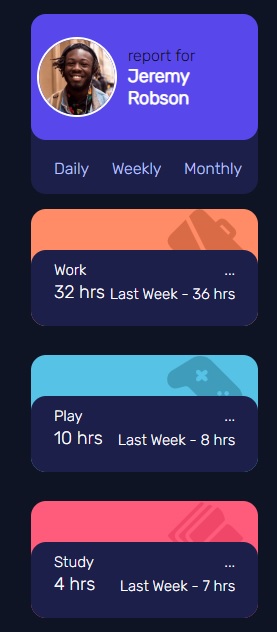 report for
Jeremy
Robson
Daily Weekly Monthly
Work ...
32 hrs Last Week - 36 hrs
Play ...
10 hrs Last Week - 8 hrs
Study ...
4 hrs Last Week - 7 hrs